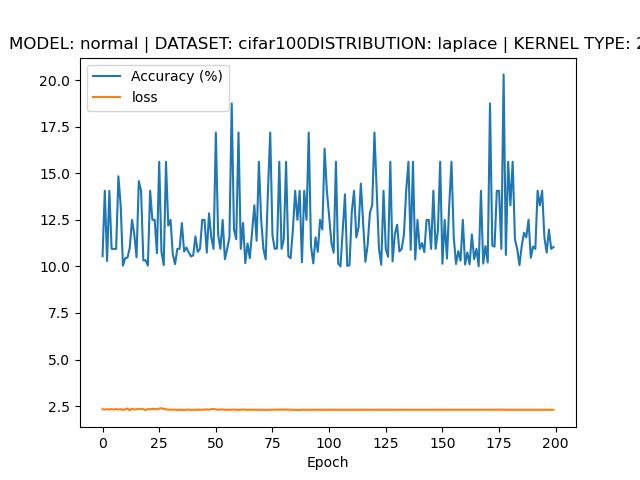 MODEL: normal | DATASET: cifar100DISTRIBUTION: laplace | KERNEL TYPE:
Accuracy (%)
loss
20.0
17.5
15.0
12.5
10.0
7.5
5.0
2.5
0 25 50 75 100 125 150 175 200
Epoch